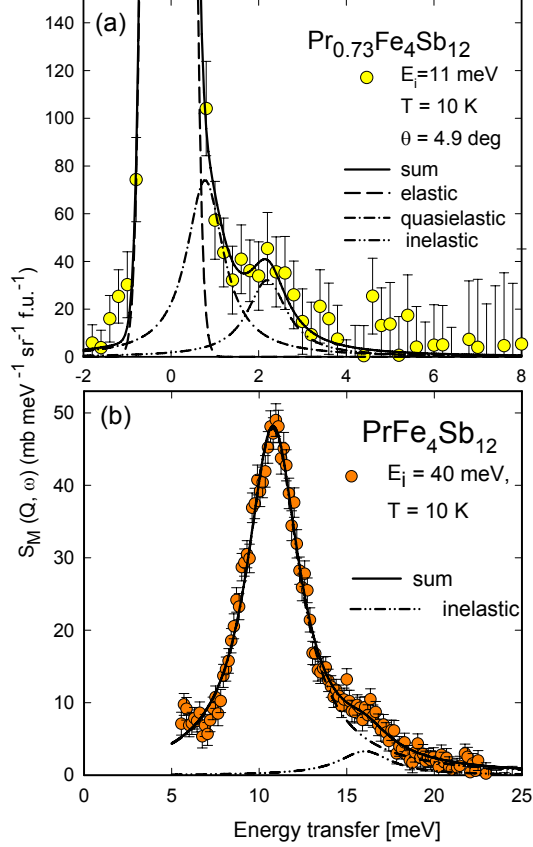 140
120
100
80
60
40
20
0
(a)
Pr0.73Fe4Sb12
Ei=11 meV
T = 10 K
θ = 4.9 deg
sum
elastic
quasielastic
inelastic
-2 0 2 4 6 8
SM (Q, ω) (mb meV⁻¹ sr⁻¹ f.u.⁻¹)
50
40
30
20
10
0
(b)
PrFe4Sb12
Ei = 40 meV,
T = 10 K
sum
inelastic
0 5 10 15 20 25
Energy transfer [meV]